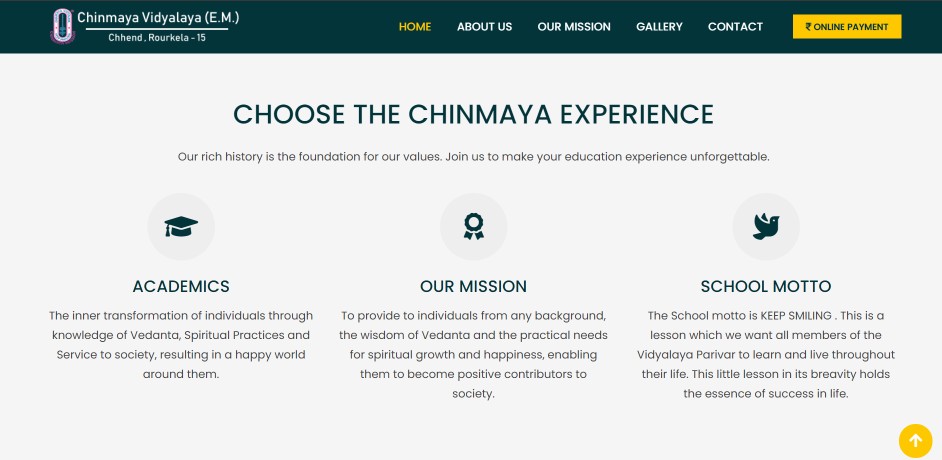 Chinmaya Vidyalaya (E.M.)
Chhend , Rourkela - 15
HOME ABOUT US OUR MISSION GALLERY CONTACT ₹ ONLINE PAYMENT
CHOOSE THE CHINMAYA EXPERIENCE
Our rich history is the foundation for our values. Join us to make your education experience unforgettable.
ACADEMICS
The inner transformation of individuals through
knowledge of Vedanta, Spiritual Practices and
Service to society, resulting in a happy world
around them.
OUR MISSION
To provide to individuals from any background,
the wisdom of Vedanta and the practical needs
for spiritual growth and happiness, enabling
them to become positive contributors to
society.
SCHOOL MOTTO
The School motto is KEEP SMILING . This is a
lesson which we want all members of the
Vidyalaya Parivar to learn and live throughout
their life. This little lesson in its breavity holds
the essence of success in life.